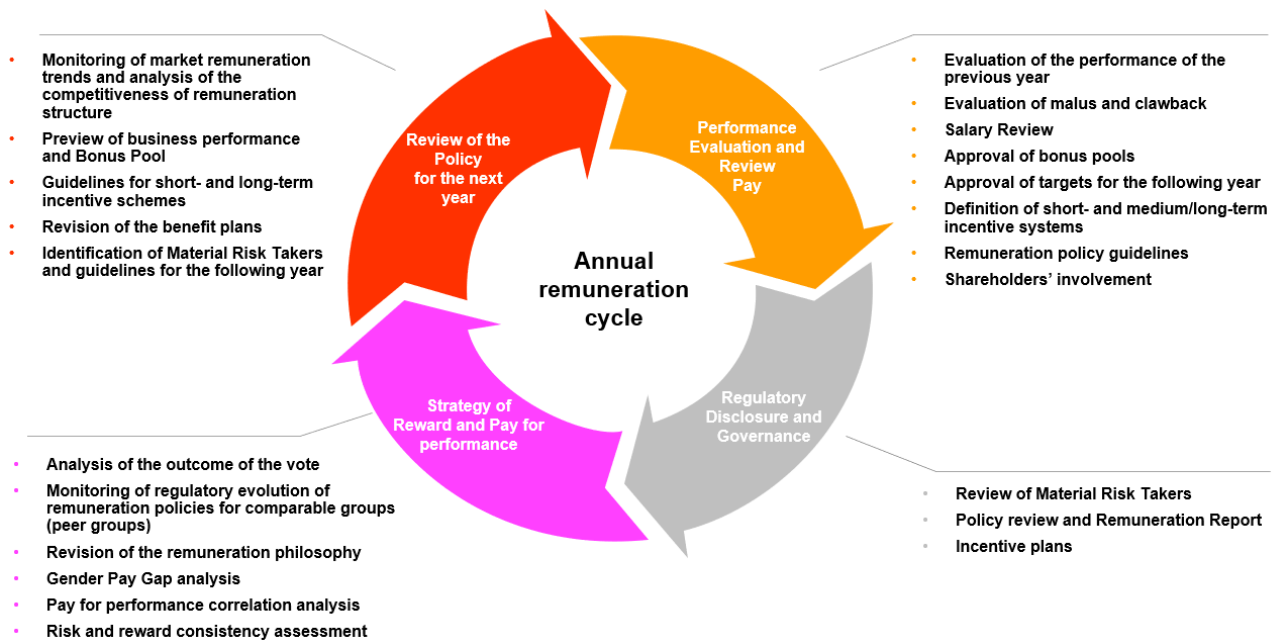 Monitoring of market remuneration
trends and analysis of the
competitiveness of remuneration
structure
Preview of business performance
and Bonus Pool
Guidelines for short- and long-term
incentive schemes
Revision of the benefit plans
Identification of Material Risk Takers
and guidelines for the following year
Review of the
Policy
for the next
year
Performance
Evaluation and
Review
Pay
Evaluation of the performance of the
previous year
Evaluation of malus and clawback
Salary Review
Approval of bonus pools
Approval of targets for the following year
Definition of short- and medium/long-term
incentive systems
Remuneration policy guidelines
Shareholders’ involvement
Annual
remuneration
cycle
Strategy of
Reward and Pay for
performance
Regulatory
Disclosure and
Governance
Analysis of the outcome of the vote
Monitoring of regulatory evolution of
remuneration policies for comparable groups
(peer groups)
Revision of the remuneration philosophy
Gender Pay Gap analysis
Pay for performance correlation analysis
Risk and reward consistency assessment
Review of Material Risk Takers
Policy review and Remuneration Report
Incentive plans